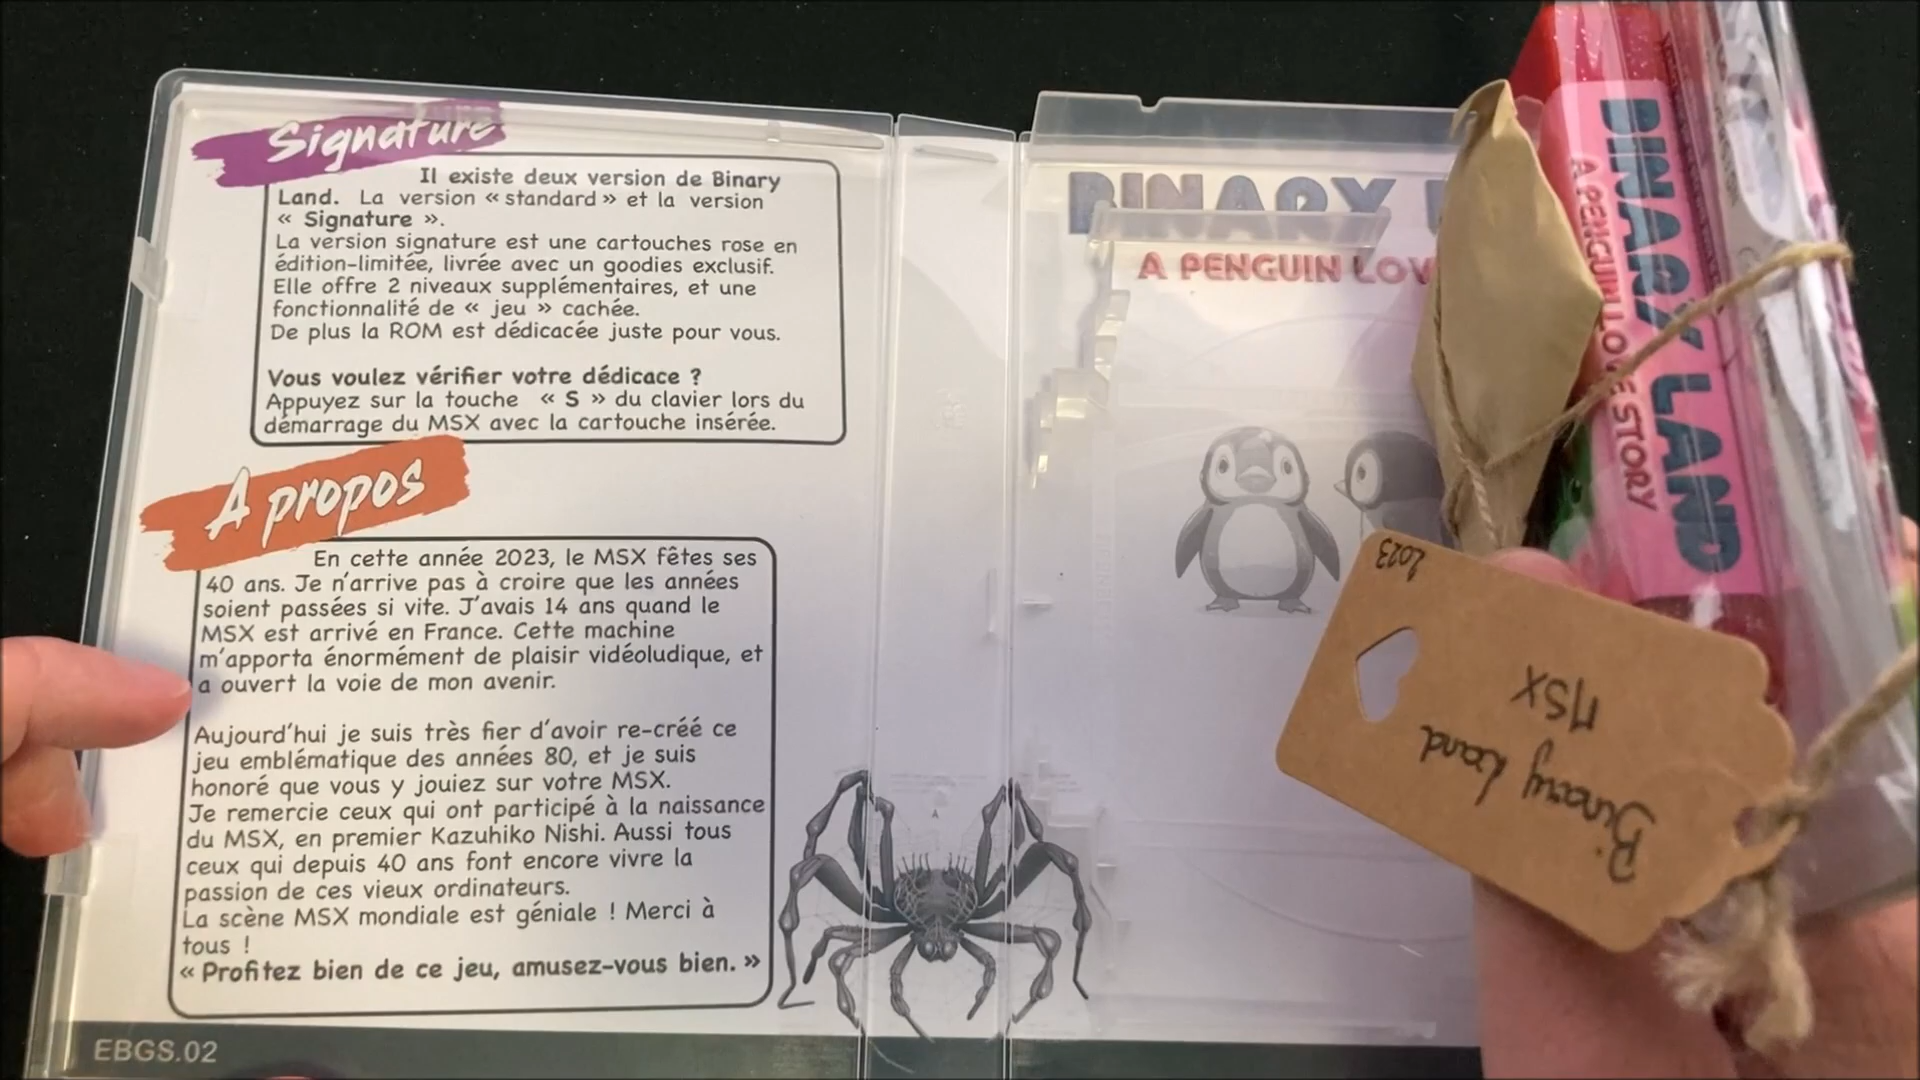 Signature
Il existe deux version de Binary
Land. La version « standard » et la version
« Signature ».
La version signature est une cartouches rose en
édition-limitée, livrée avec un goodies exclusif.
Elle offre 2 niveaux supplémentaires, et une
fonctionnalité de « jeu » cachée.
De plus la ROM est dédicacée juste pour vous.
Vous voulez vérifier votre dédicace ?
Appuyez sur la touche « S » du clavier lors du
démarrage du MSX avec la cartouche insérée.
A propos
En cette année 2023, le MSX fêtes ses
40 ans. Je n'arrive pas à croire que les années
soient passées si vite. J'avais 14 ans quand le
MSX est arrivé en France. Cette machine
m'apporta énormément de plaisir vidéoludique, et
a ouvert la voie de mon avenir.
Aujourd'hui je suis très fier d'avoir re-créé ce
jeu emblématique des années 80, et je suis
honoré que vous y jouiez sur votre MSX.
Je remercie ceux qui ont participé à la naissance
du MSX, en premier Kazuhiko Nishi. Aussi tous
ceux qui depuis 40 ans font encore vivre la
passion de ces vieux ordinateurs.
La scène MSX mondiale est géniale ! Merci à
tous !
« Profitez bien de ce jeu, amusez-vous bien. »
EBGS.02
BINARY L
A PENGUIN LOV
BINARY LAND
A PENGUIN LOVE STORY
2023
Binary Land
MSX